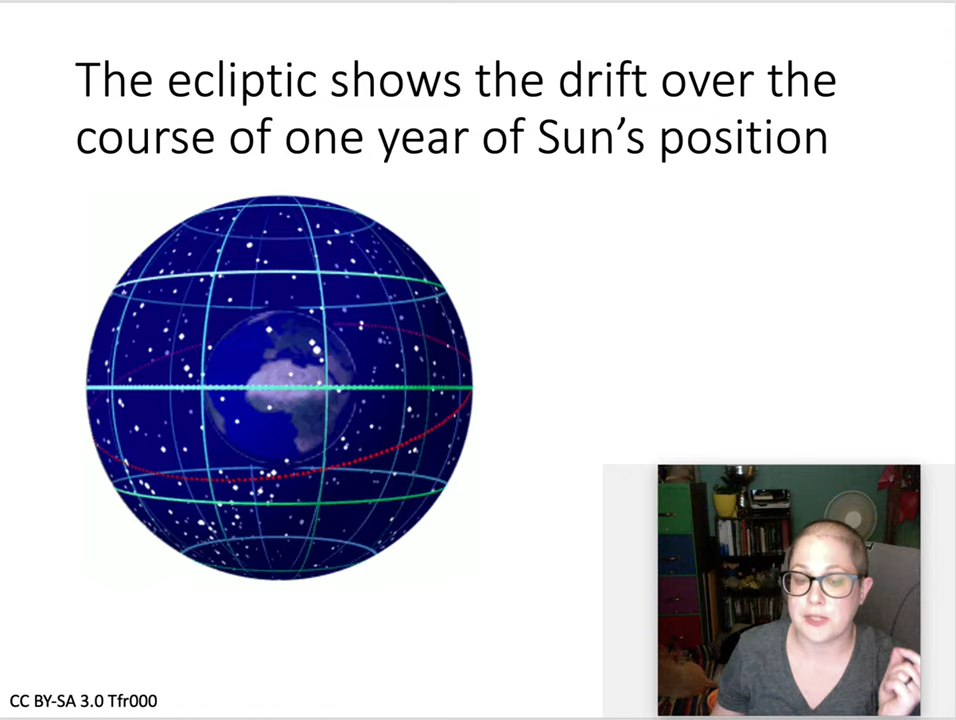 The ecliptic shows the drift over the
course of one year of Sun’s position
CC BY-SA 3.0 Tfr000